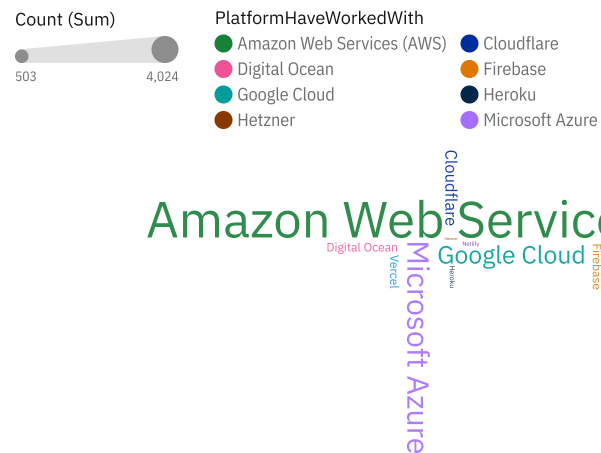 Count (Sum)
503
4,024
PlatformHaveWorkedWith
Amazon Web Services (AWS)
Cloudflare
Digital Ocean
Firebase
Google Cloud
Heroku
Hetzner
Microsoft Azure
Cloudflare
Amazon Web Service
Digital Ocean
Netlify
Google Cloud
Firebase
Vercel
Microsoft Azure
Heroku